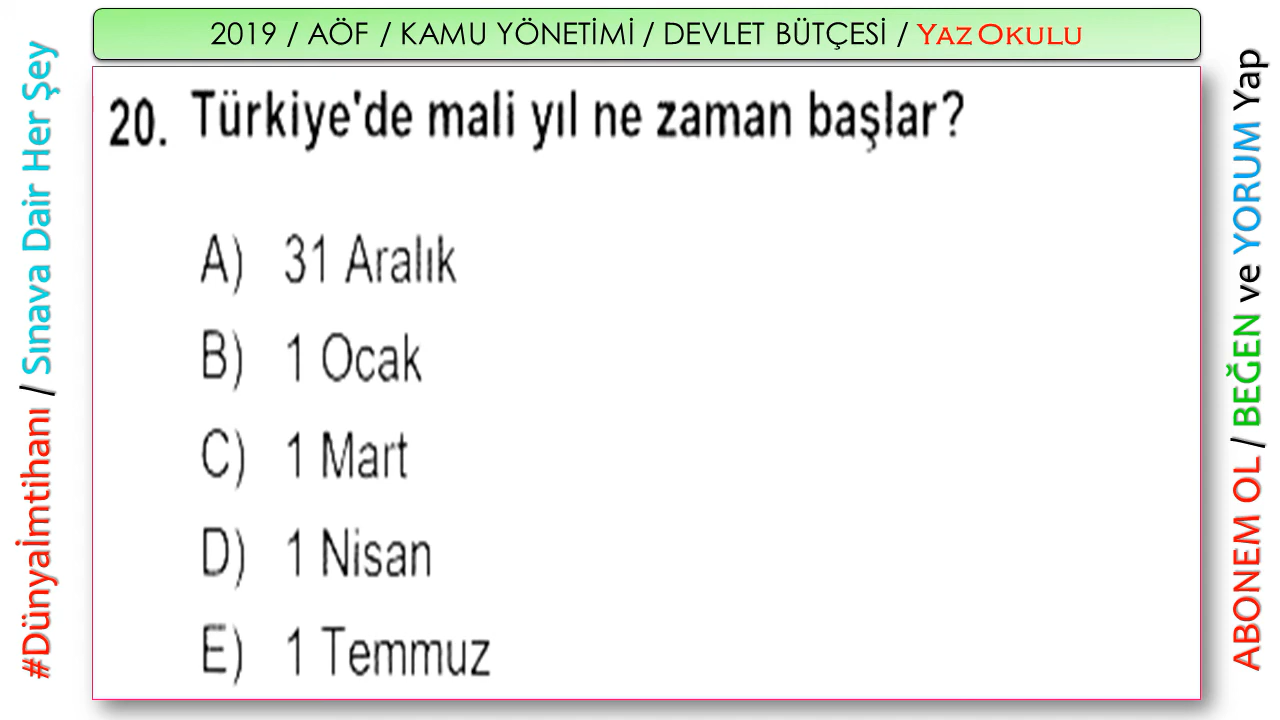 2019 / AÖF / KAMU YÖNETİMİ / DEVLET BÜTÇESİ / YAZ OKULU
#Dünyaİmtihanı / Sınava Dair Her Şey
20. Türkiye'de mali yıl ne zaman başlar?
A) 31 Aralık
B) 1 Ocak
C) 1 Mart
D) 1 Nisan
E) 1 Temmuz
ABONEM OL / BEĞEN ve YORUM Yap